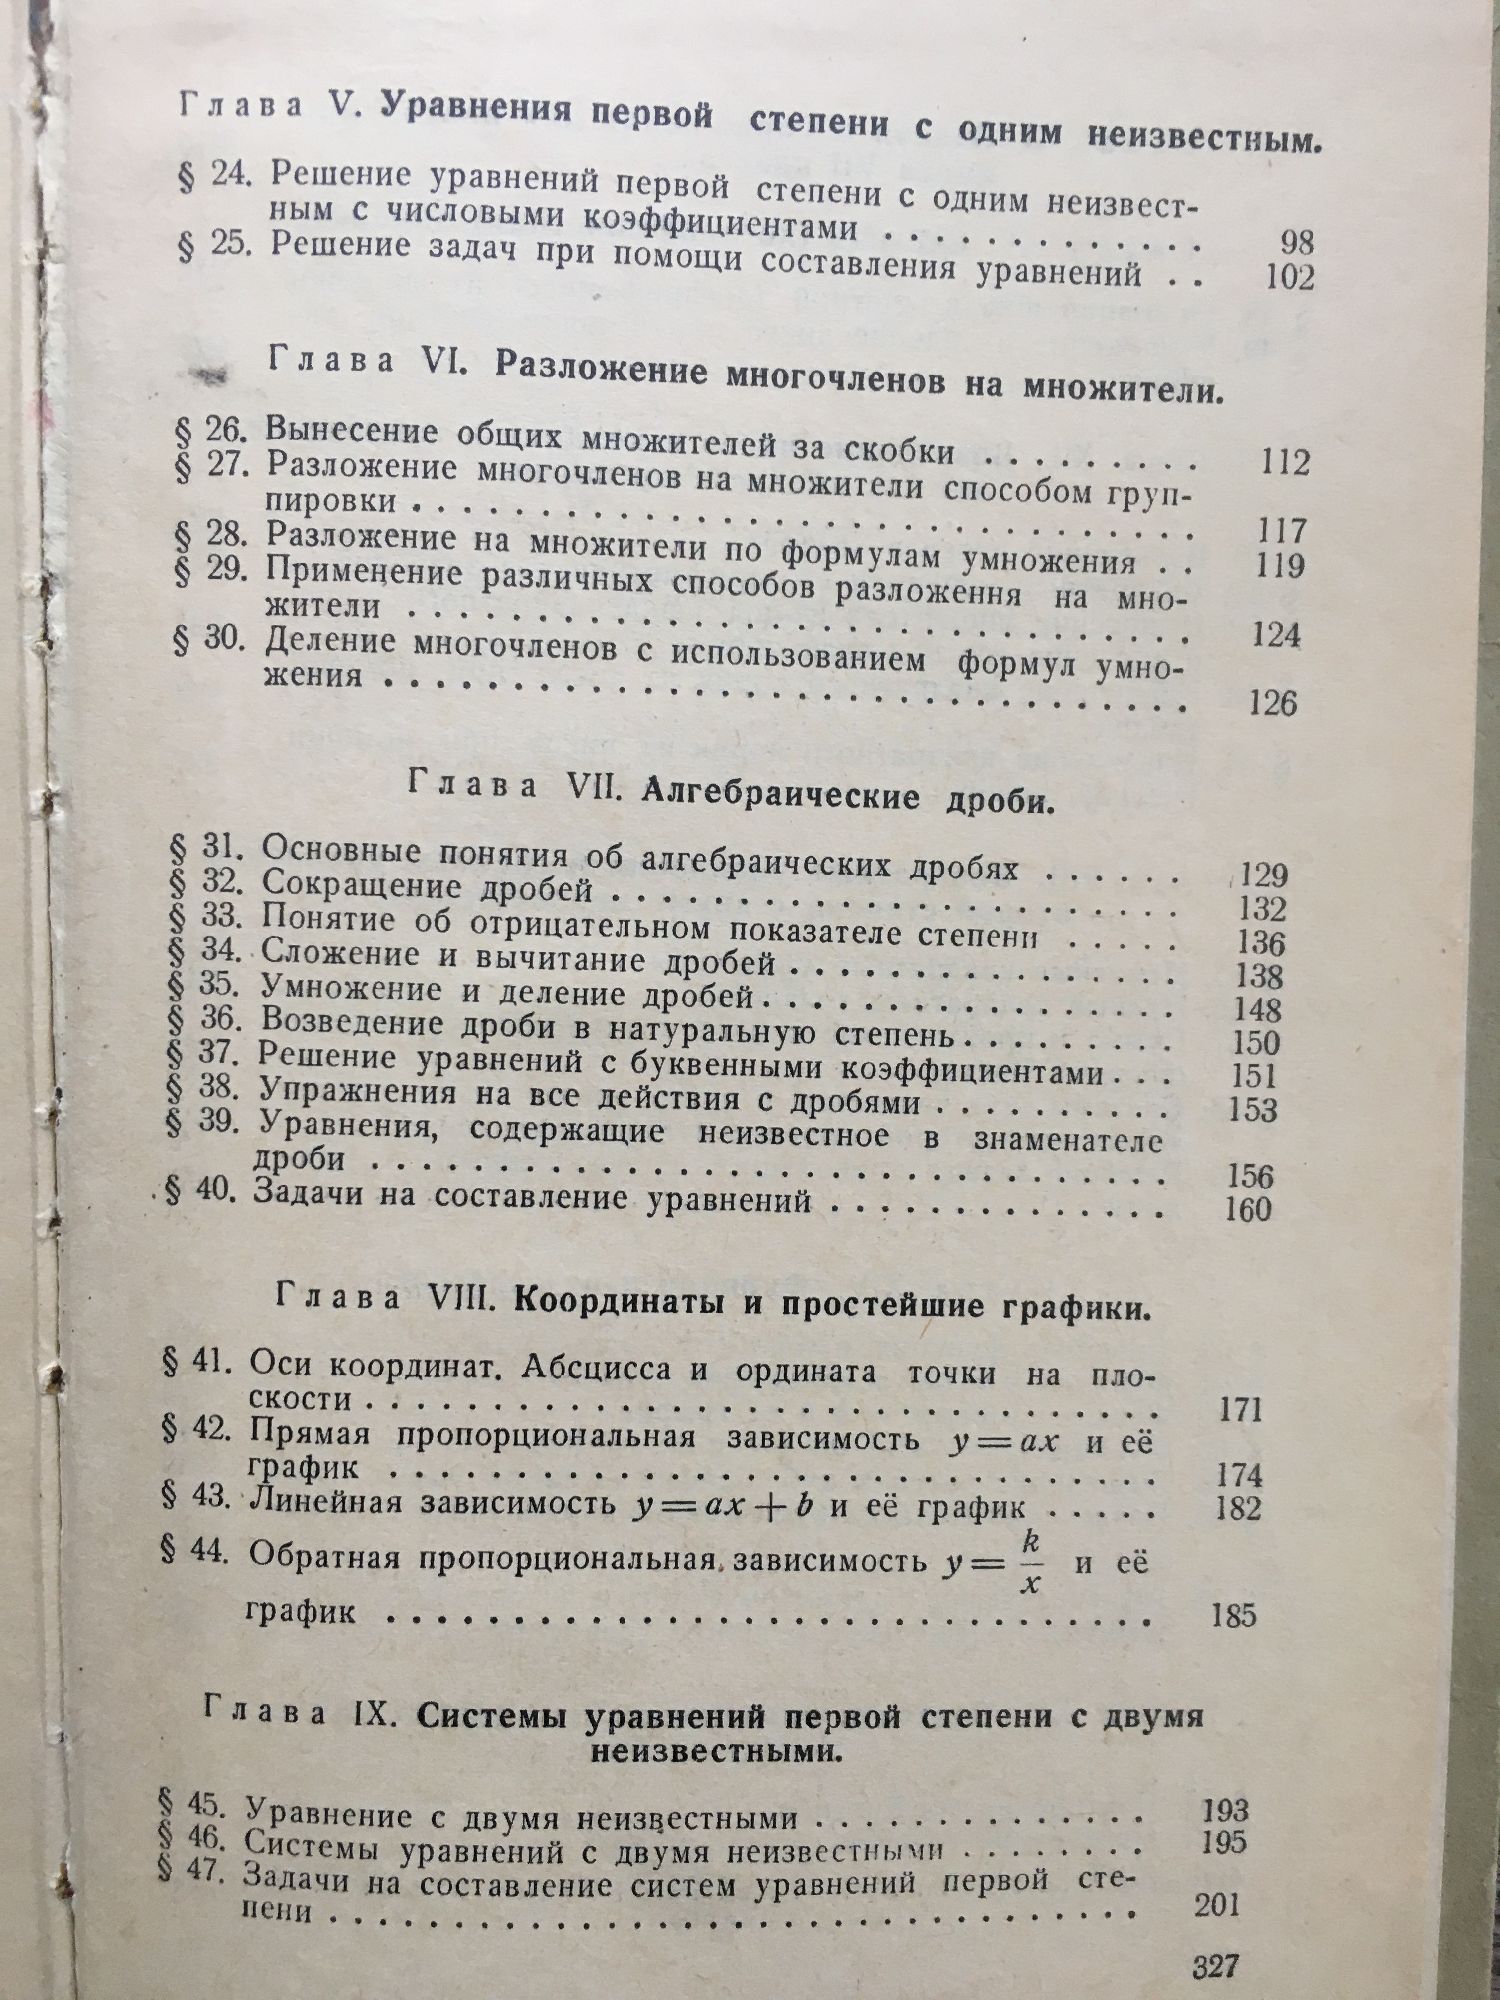 Глава V. Уравнения первой степени с одним неизвестным.
§ 24. Решение уравнений первой степени с одним неизвест-
ным с числовыми коэффициентами . . . . . . . . . . . . . 98
§ 25. Решение задач при помощи составления уравнений . . 102
Глава VI. Разложение многочленов на множители.
§ 26. Вынесение общих множителей за скобки . . . . . . . . . 112
§ 27. Разложение многочленов на множители способом груп-
пировки . . . . . . . . . . . . . . . . . . . . . . . . . . . . . . 117
§ 28. Разложение на множители по формулам умножения . . 119
§ 29. Применение различных способов разложення на мно-
жители . . . . . . . . . . . . . . . . . . . . . . . . . . . . . . 124
§ 30. Деление многочленов с использованием формул умно-
жения . . . . . . . . . . . . . . . . . . . . . . . . . . . . . . . 126
Глава VII. Алгебраические дроби.
§ 31. Основные понятия об алгебраических дробях . . . . . . 129
§ 32. Сокращение дробей . . . . . . . . . . . . . . . . . . . . . . 132
§ 33. Понятие об отрицательном показателе степени . . . . . 136
§ 34. Сложение и вычитание дробей . . . . . . . . . . . . . . . 138
§ 35. Умножение и деление дробей . . . . . . . . . . . . . . . . 148
§ 36. Возведение дроби в натуральную степень . . . . . . . . . 150
§ 37. Решение уравнений с буквенными коэффициентами . . . 151
§ 38. Упражнения на все действия с дробями . . . . . . . . . . 153
§ 39. Уравнения, содержащие неизвестное в знаменателе
дроби . . . . . . . . . . . . . . . . . . . . . . . . . . . . . . . 156
§ 40. Задачи на составление уравнений . . . . . . . . . . . . . . 160
Глава VIII. Координаты и простейшие графики.
§ 41. Оси координат. Абсцисса и ордината точки на пло-
скости . . . . . . . . . . . . . . . . . . . . . . . . . . . . . . . 171
§ 42. Прямая пропорциональная зависимость y = ax и её
график . . . . . . . . . . . . . . . . . . . . . . . . . . . . . . 174
§ 43. Линейная зависимость y = ax + b и её график . . . . . 182
§ 44. Обратная пропорциональная зависимость y = k/x и её
график . . . . . . . . . . . . . . . . . . . . . . . . . . . . . . 185
Глава IX. Системы уравнений первой степени с двумя
неизвестными.
§ 45. Уравнение с двумя неизвестными . . . . . . . . . . . . . 193
§ 46. Системы уравнений с двумя неизвестными . . . . . . . . 195
§ 47. Задачи на составление систем уравнений первой сте-
пени . . . . . . . . . . . . . . . . . . . . . . . . . . . . . . . . 201
327